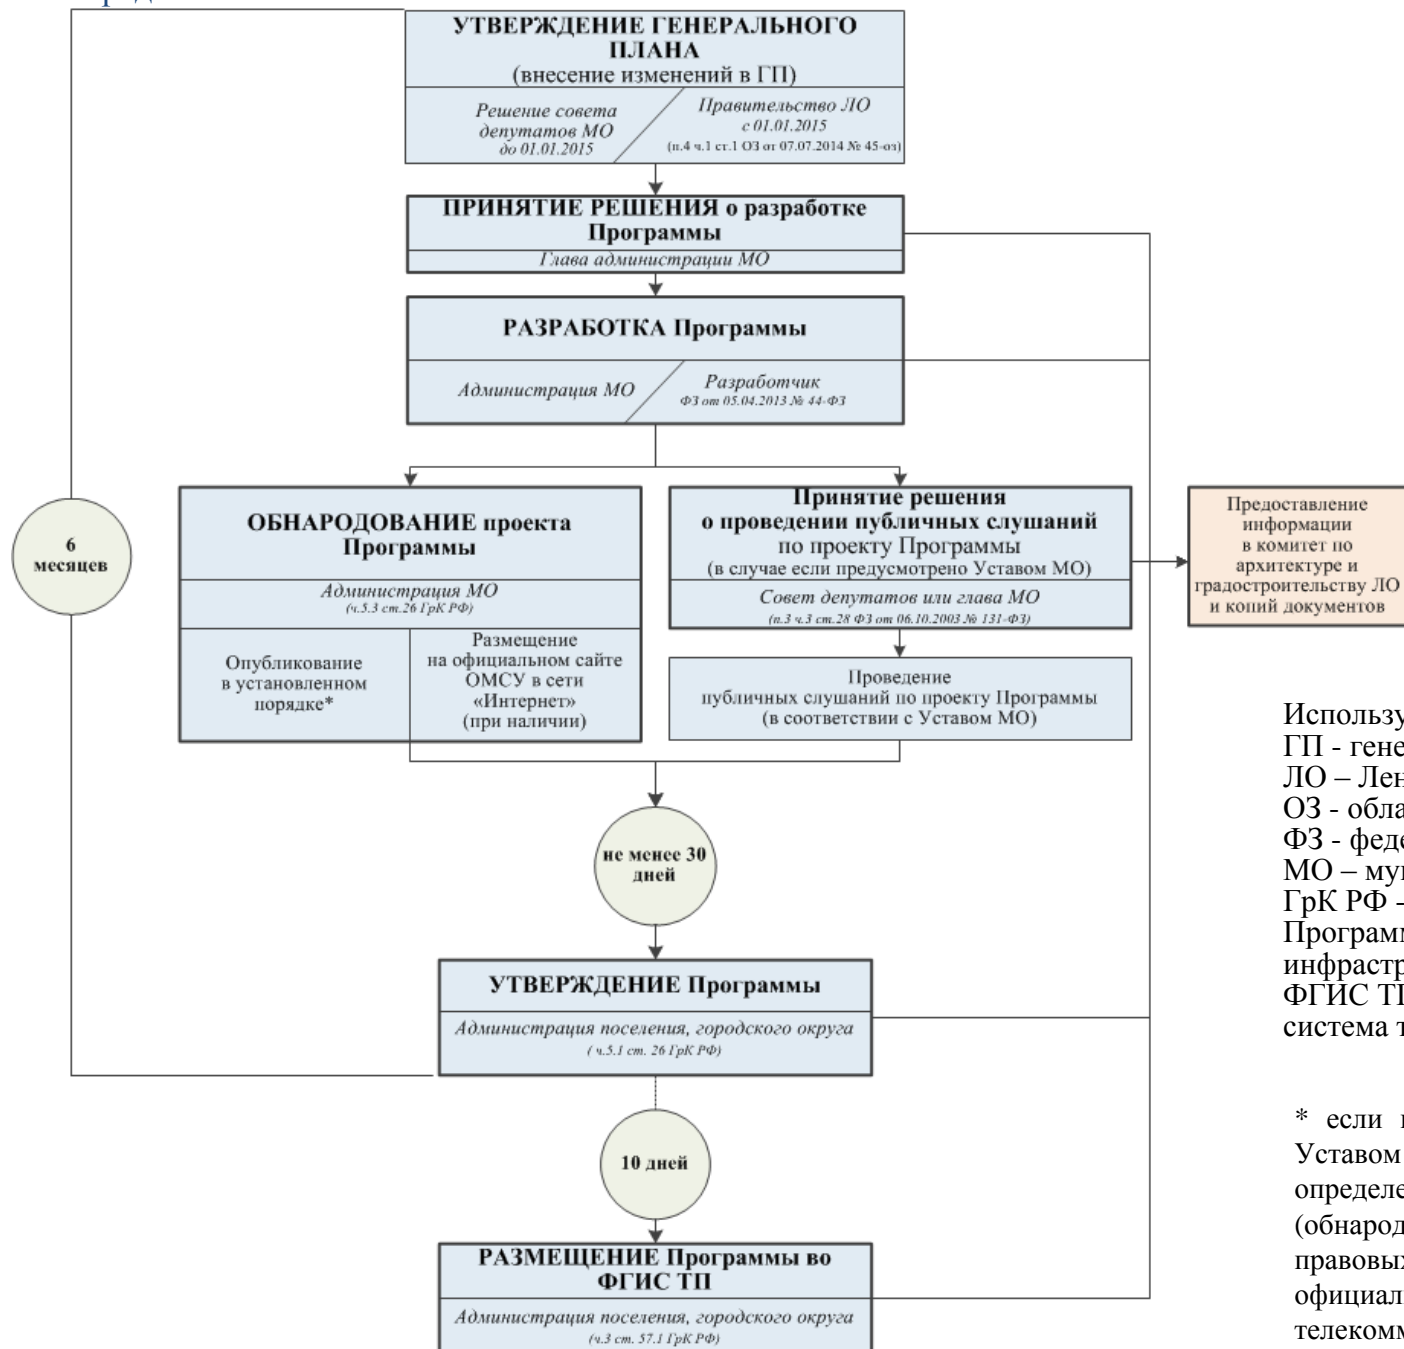 УТВЕРЖДЕНИЕ ГЕНЕРАЛЬНОГО
ПЛАНА
(внесение изменений в ГП)
Решение совета
депутатов МО
до 01.01.2015
Правительство ЛО
с 01.01.2015
(п.4 ч.1 ст.1 ОЗ от 07.07.2014 № 45-оз)
ПРИНЯТИЕ РЕШЕНИЯ о разработке
Программы
Глава администрации МО
РАЗРАБОТКА Программы
Администрация МО
Разработчик
ФЗ от 05.04.2013 № 44-ФЗ
6
месяцев
ОБНАРОДОВАНИЕ проекта
Программы
Администрация МО
(ч.5.3 ст.26 ГрК РФ)
Опубликование
в установленном
порядке*
Размещение
на официальном сайте
ОМСУ в сети
«Интернет»
(при наличии)
Принятие решения
о проведении публичных слушаний
по проекту Программы
(в случае если предусмотрено Уставом МО)
Совет депутатов или глава МО
(п.3 ч.3 ст.28 ФЗ от 06.10.2003 № 131-ФЗ)
Проведение
публичных слушаний по проекту Программы
(в соответствии с Уставом МО)
Предоставление
информации
в комитет по
архитектуре и
градостроительству ЛО
и копий документов
не менее 30
дней
УТВЕРЖДЕНИЕ Программы
Администрация поселения, городского округа
( ч.5.1 ст. 26 ГрК РФ)
10 дней
РАЗМЕЩЕНИЕ Программы во
ФГИС ТП
Администрация поселения, городского округа
(ч.3 ст. 57.1 ГрК РФ)
Использу
ГП - гене
ЛО – Лен
ОЗ - обла
ФЗ - феде
МО – му
ГрК РФ -
Програм
инфрастр
ФГИС ТП
система т
* если
Уставом
определе
(обнарод
правовых
официал
телеком